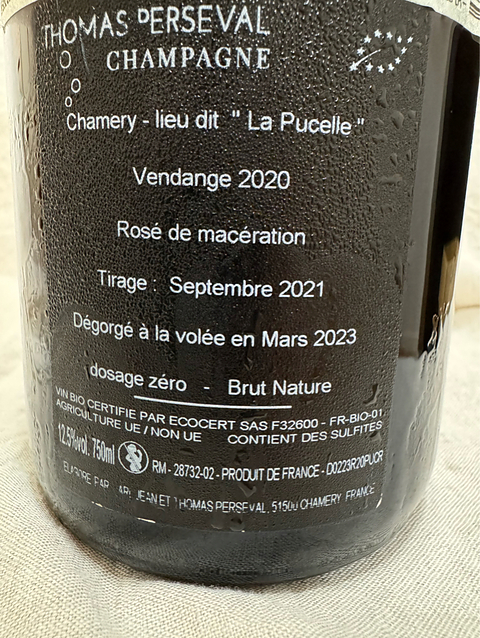 THOMAS PERSEVAL
CHAMPAGNE
Chamery - lieu dit " La Pucelle "
Vendange 2020
Rosé de macération
Tirage : Septembre 2021
Dégorgé à la volée en Mars 2023
dosage zéro - Brut Nature
VIN BIO CERTIFIE PAR ECOCERT SAS F32600 - FR-BIO-01
AGRICULTURE UE / NON UE CONTIENT DES SULFITES
12.5%vol. 750ml RM - 28732-02 - PRODUIT DE FRANCE - D0223R20PUCR
ELABORE PAR JEAN ET THOMAS PERSEVAL, 51500 CHAMERY, FRANCE